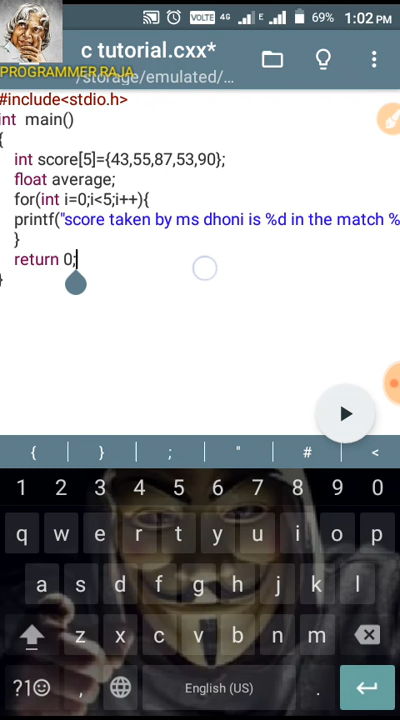 VOLTE 4G E 69% 1:02 PM
c tutorial.cxx*
/storage/emulated/…
PROGRAMMER RAJA
#include<stdio.h>
int main()
{
int score[5]={43,55,87,53,90};
float average;
for(int i=0;i<5;i++){
printf("score taken by ms dhoni is %d in the match %
}
return 0;
}
{ } ; " # <
1 2 3 4 5 6 7 8 9 0
q w e r t y u i o p
a s d f g h j k l
z x c v b n m
?1☺ , English (US) .